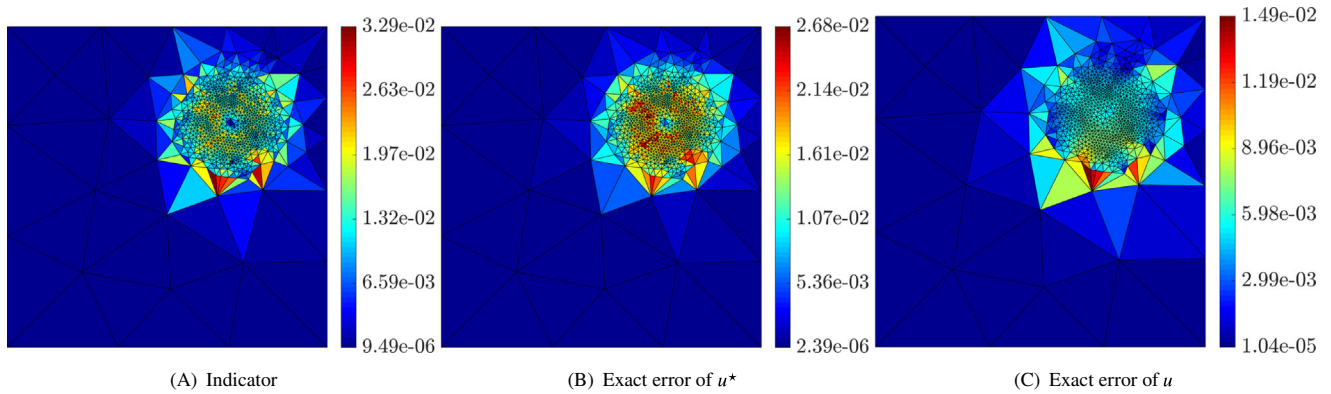 3.29e-02
2.63e-02
1.97e-02
1.32e-02
6.59e-03
9.49e-06
(A) Indicator
2.68e-02
2.14e-02
1.61e-02
1.07e-02
5.36e-03
2.39e-06
(B) Exact error of u⋆
1.49e-02
1.19e-02
8.96e-03
5.98e-03
2.99e-03
1.04e-05
(C) Exact error of u